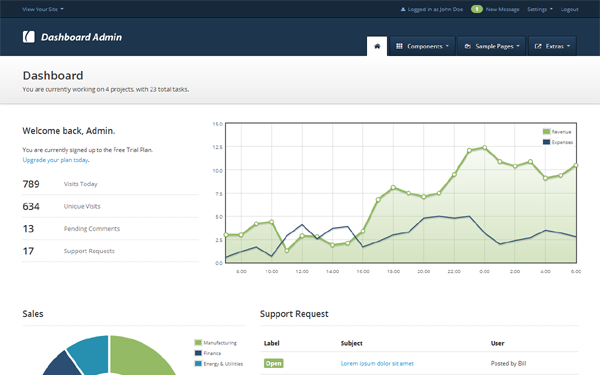 View Your Site
Logged in as John Doe
1 New Message
Settings
Logout
Dashboard Admin
Components
Sample Pages
Extras
Dashboard
You are currently working on 4 projects, with 23 total tasks.
Welcome back, Admin.
You are currently signed up to the Free Trial Plan.
Upgrade your plan today.
789 Visits Today
634 Unique Visits
13 Pending Comments
17 Support Requests
15.0
12.5
10.0
7.5
5.0
2.5
0.0
Revenue
Expenses
6:00 8:00 10:00 12:00 14:00 16:00 18:00 20:00 22:00 0:00 2:00 4:00 6:00
Sales
Manufacturing
Finance
Energy & Utilities
Support Request
Label Subject User
Open Lorem ipsum dolor sit amet Posted by Bill